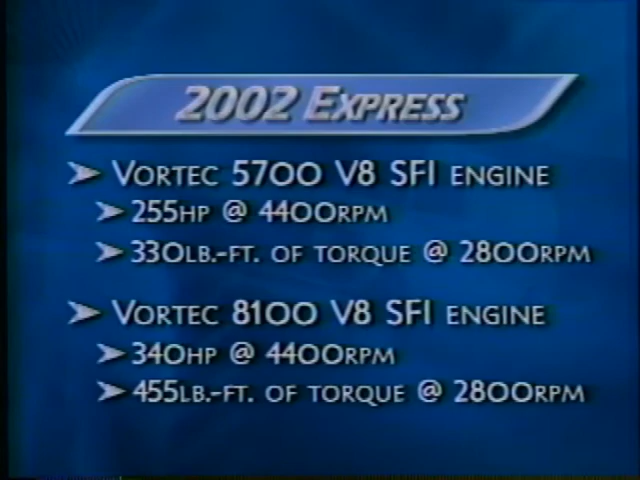 2002 EXPRESS
➤ VORTEC 5700 V8 SFI ENGINE
➤ 255HP @ 4400RPM
➤ 330LB.-FT. OF TORQUE @ 2800RPM
➤ VORTEC 8100 V8 SFI ENGINE
➤ 340HP @ 4400RPM
➤ 455LB.-FT. OF TORQUE @ 2800RPM